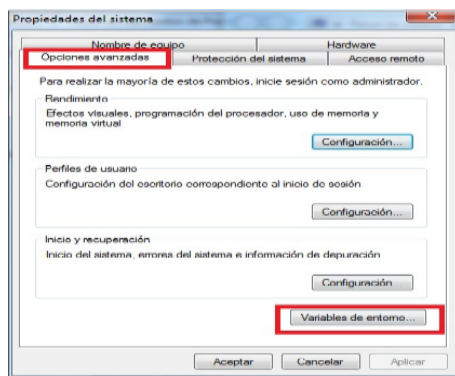 Propiedades del sistema
Nombre de equipo Hardware
Opciones avanzadas Protección del sistema Acceso remoto
Para realizar la mayoría de estos cambios, inicie sesión como administrador.
Rendimiento
Efectos visuales, programación del procesador, uso de memoria y
memoria virtual
Configuración...
Perfiles de usuario
Configuración del escritorio correspondiente al inicio de sesión
Configuración...
Inicio y recuperación
Inicio del sistema, errores del sistema e información de depuración
Configuración
Variables de entorno...
Aceptar Cancelar Aplicar